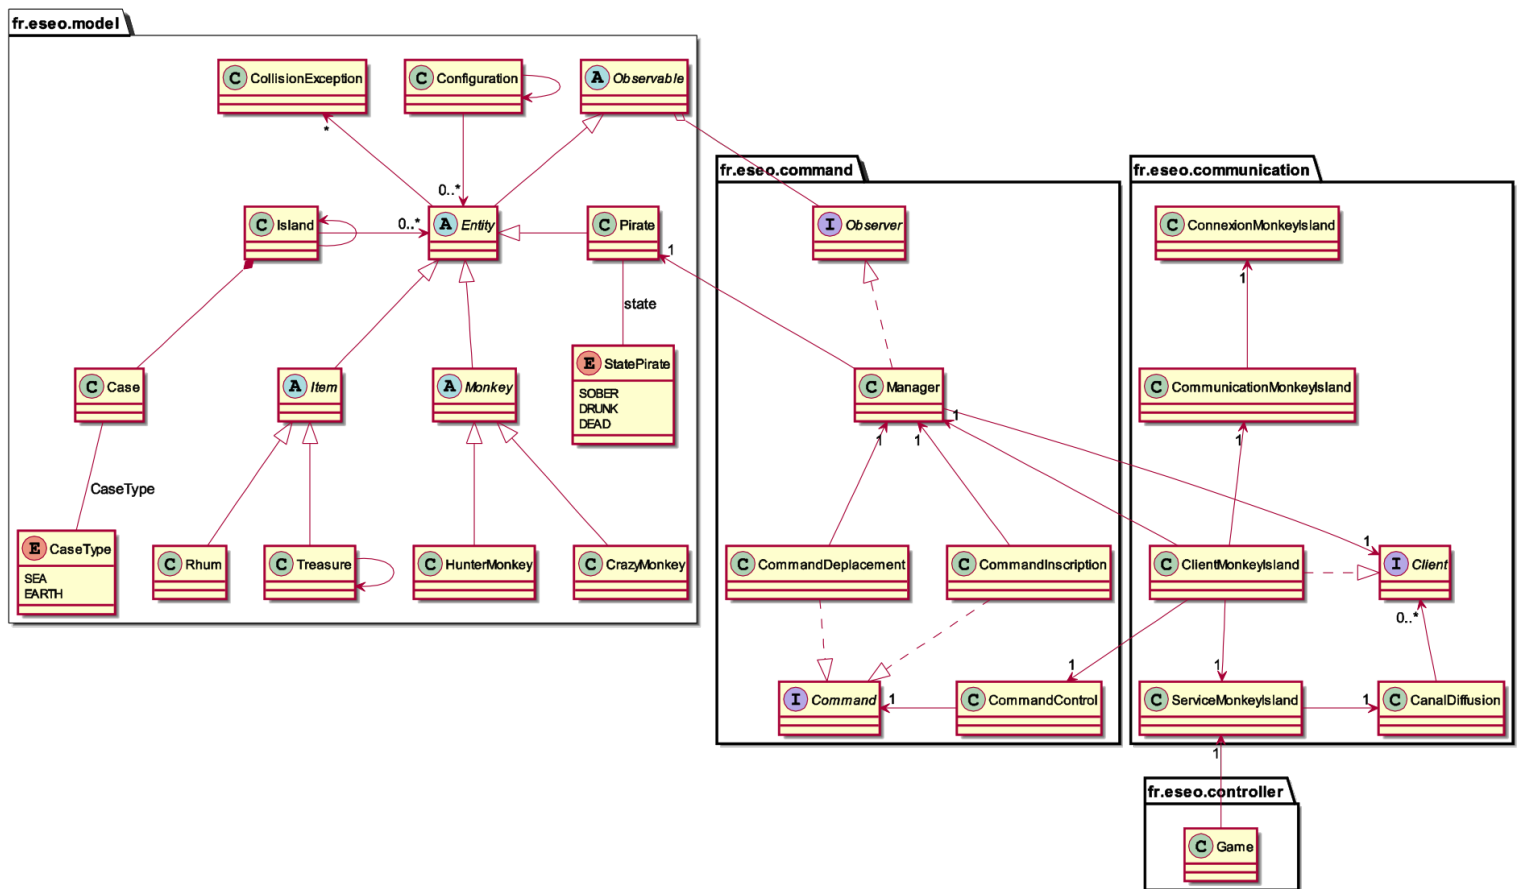 fr.eseo.model
C CollisionException
C Configuration
A Observable
*
0..*
C Island
0..*
A Entity
C Pirate
1
state
E StatePirate
SOBER
DRUNK
DEAD
C Case
A Item
A Monkey
CaseType
E CaseType
SEA
EARTH
C Rhum
C Treasure
C HunterMonkey
C CrazyMonkey
fr.eseo.command
I Observer
C Manager
1
1
1
C CommandDeplacement
C CommandInscription
1
I Command
1
C CommandControl
fr.eseo.communication
C ConnexionMonkeyIsland
1
C CommunicationMonkeyIsland
1
1
C ClientMonkeyIsland
I Client
0..*
1
C ServiceMonkeyIsland
1
C CanalDiffusion
1
fr.eseo.controller
C Game